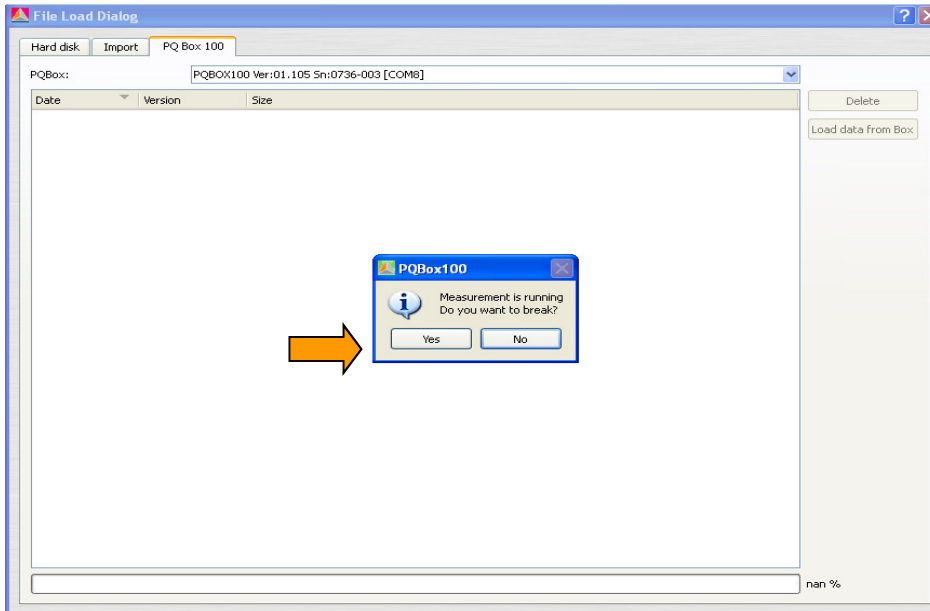 File Load Dialog
Hard disk Import PQ Box 100
PQBox: PQBOX100 Ver:01.105 Sn:0736-003 [COM8]
Date Version Size
Delete
Load data from Box
PQBox100
Measurement is running
Do you want to break?
Yes No
nan %